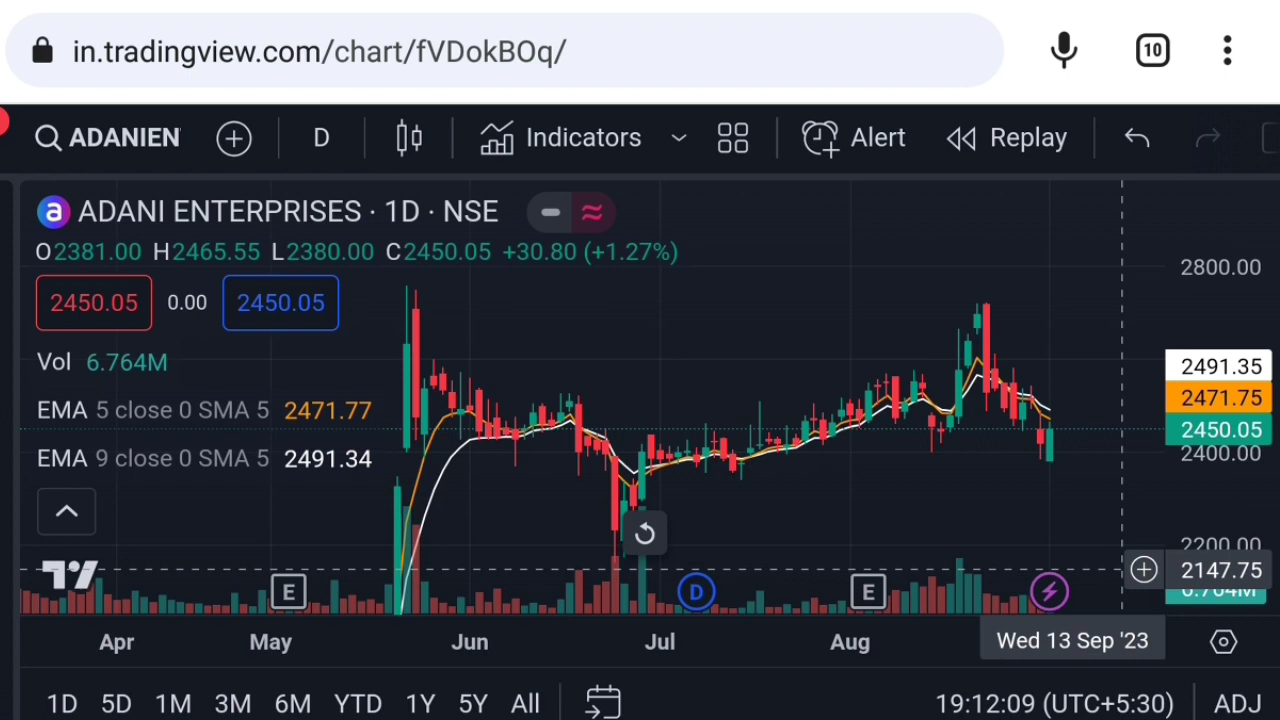 in.tradingview.com/chart/fVDokBOq/ 10
ADANIEN D Indicators Alert Replay
a ADANI ENTERPRISES · 1D · NSE
O2381.00 H2465.55 L2380.00 C2450.05 +30.80 (+1.27%)
2800.00
2450.05 0.00 2450.05
Vol 6.764M
2491.35
EMA 5 close 0 SMA 5 2471.77
2471.75
2450.05
EMA 9 close 0 SMA 5 2491.34
2400.00
2200.00
2147.75
6.764M
E D E
Apr May Jun Jul Aug Wed 13 Sep '23
1D 5D 1M 3M 6M YTD 1Y 5Y All 19:12:09 (UTC+5:30) ADJ